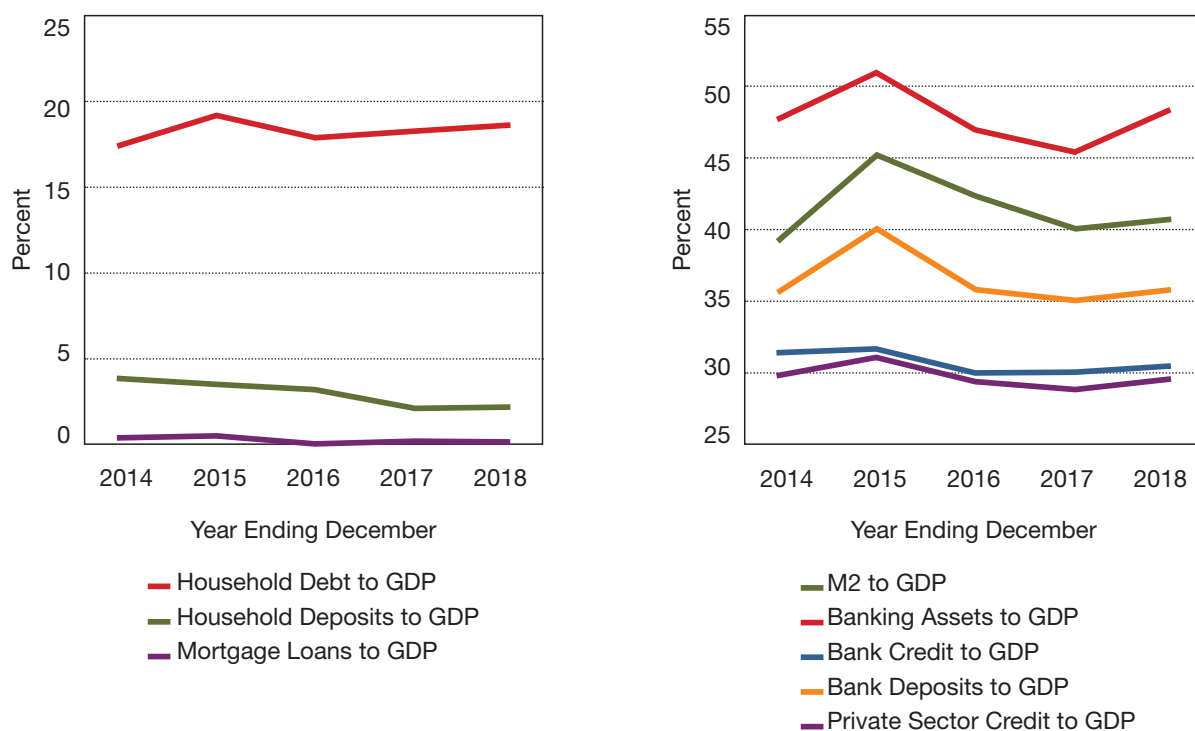 25
20
15
10
5
0
Percent
2014 2015 2016 2017 2018
Year Ending December
Household Debt to GDP
Household Deposits to GDP
Mortgage Loans to GDP
55
50
45
40
35
30
25
Percent
2014 2015 2016 2017 2018
Year Ending December
M2 to GDP
Banking Assets to GDP
Bank Credit to GDP
Bank Deposits to GDP
Private Sector Credit to GDP